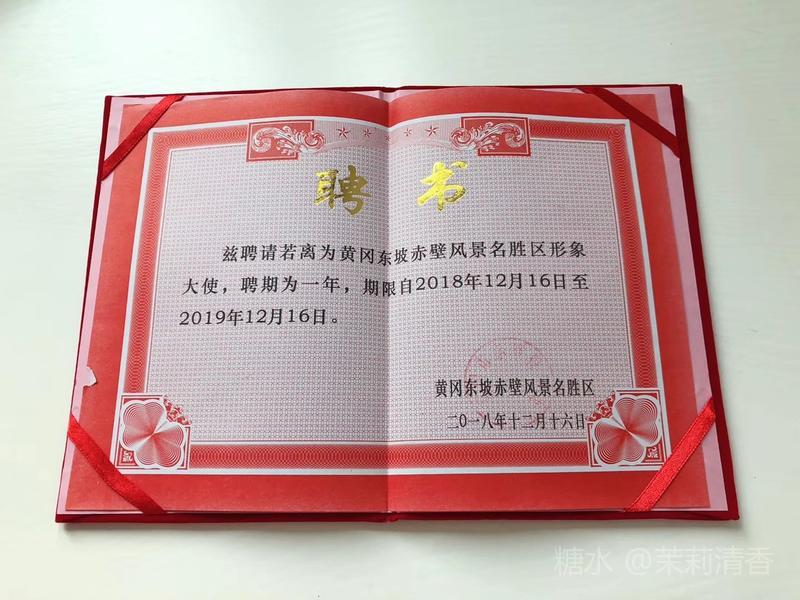 聘书
兹聘请若离为黄冈东坡赤壁风景名胜区形象
大使，聘期为一年，期限自2018年12月16日至
2019年12月16日。
黄冈东坡赤壁风景名胜区
二〇一八年十二月十六日
糖水 @茉莉清香